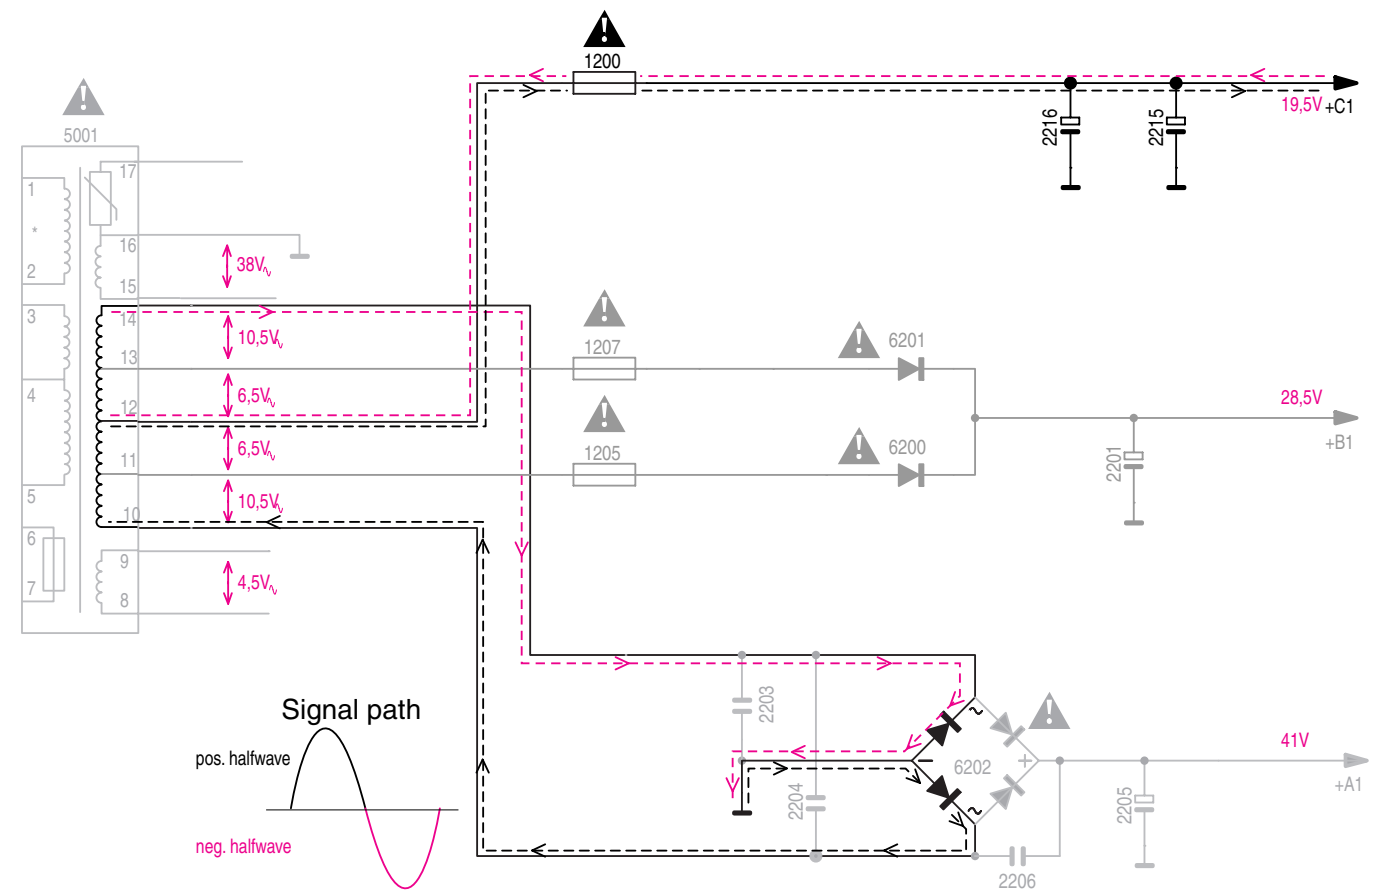 1200
19,5V
+C1
2216
2215
5001
17
1
*
16
2
38V
15
3
14
10,5V
13
1207
6201
4
6,5V
12
28,5V
+B1
6,5V
1205
6200
2201
11
5
10,5V
10
6
9
7
4,5V
8
Signal path
pos. halfwave
neg. halfwave
2203
2204
~
6202
− +
~
41V
+A1
2205
2206